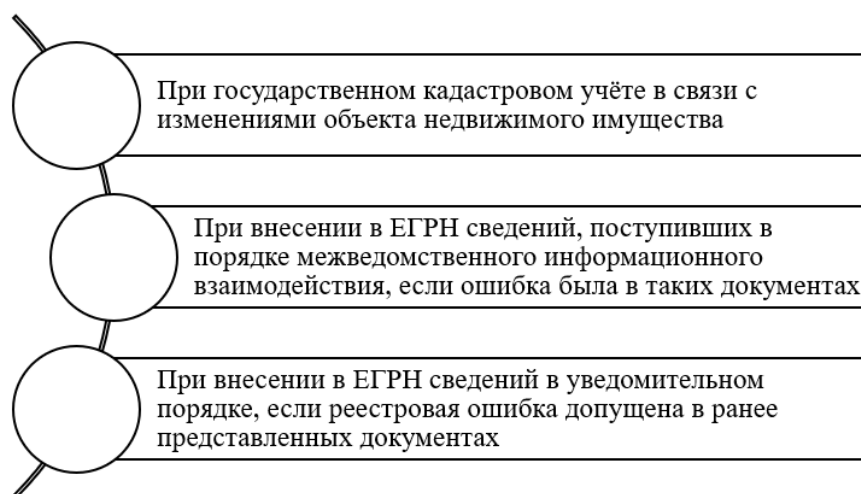 При государственном кадастровом учёте в связи с
изменениями объекта недвижимого имущества
При внесении в ЕГРН сведений, поступивших в
порядке межведомственного информационного
взаимодействия, если ошибка была в таких документах
При внесении в ЕГРН сведений в уведомительном
порядке, если реестровая ошибка допущена в ранее
представленных документах